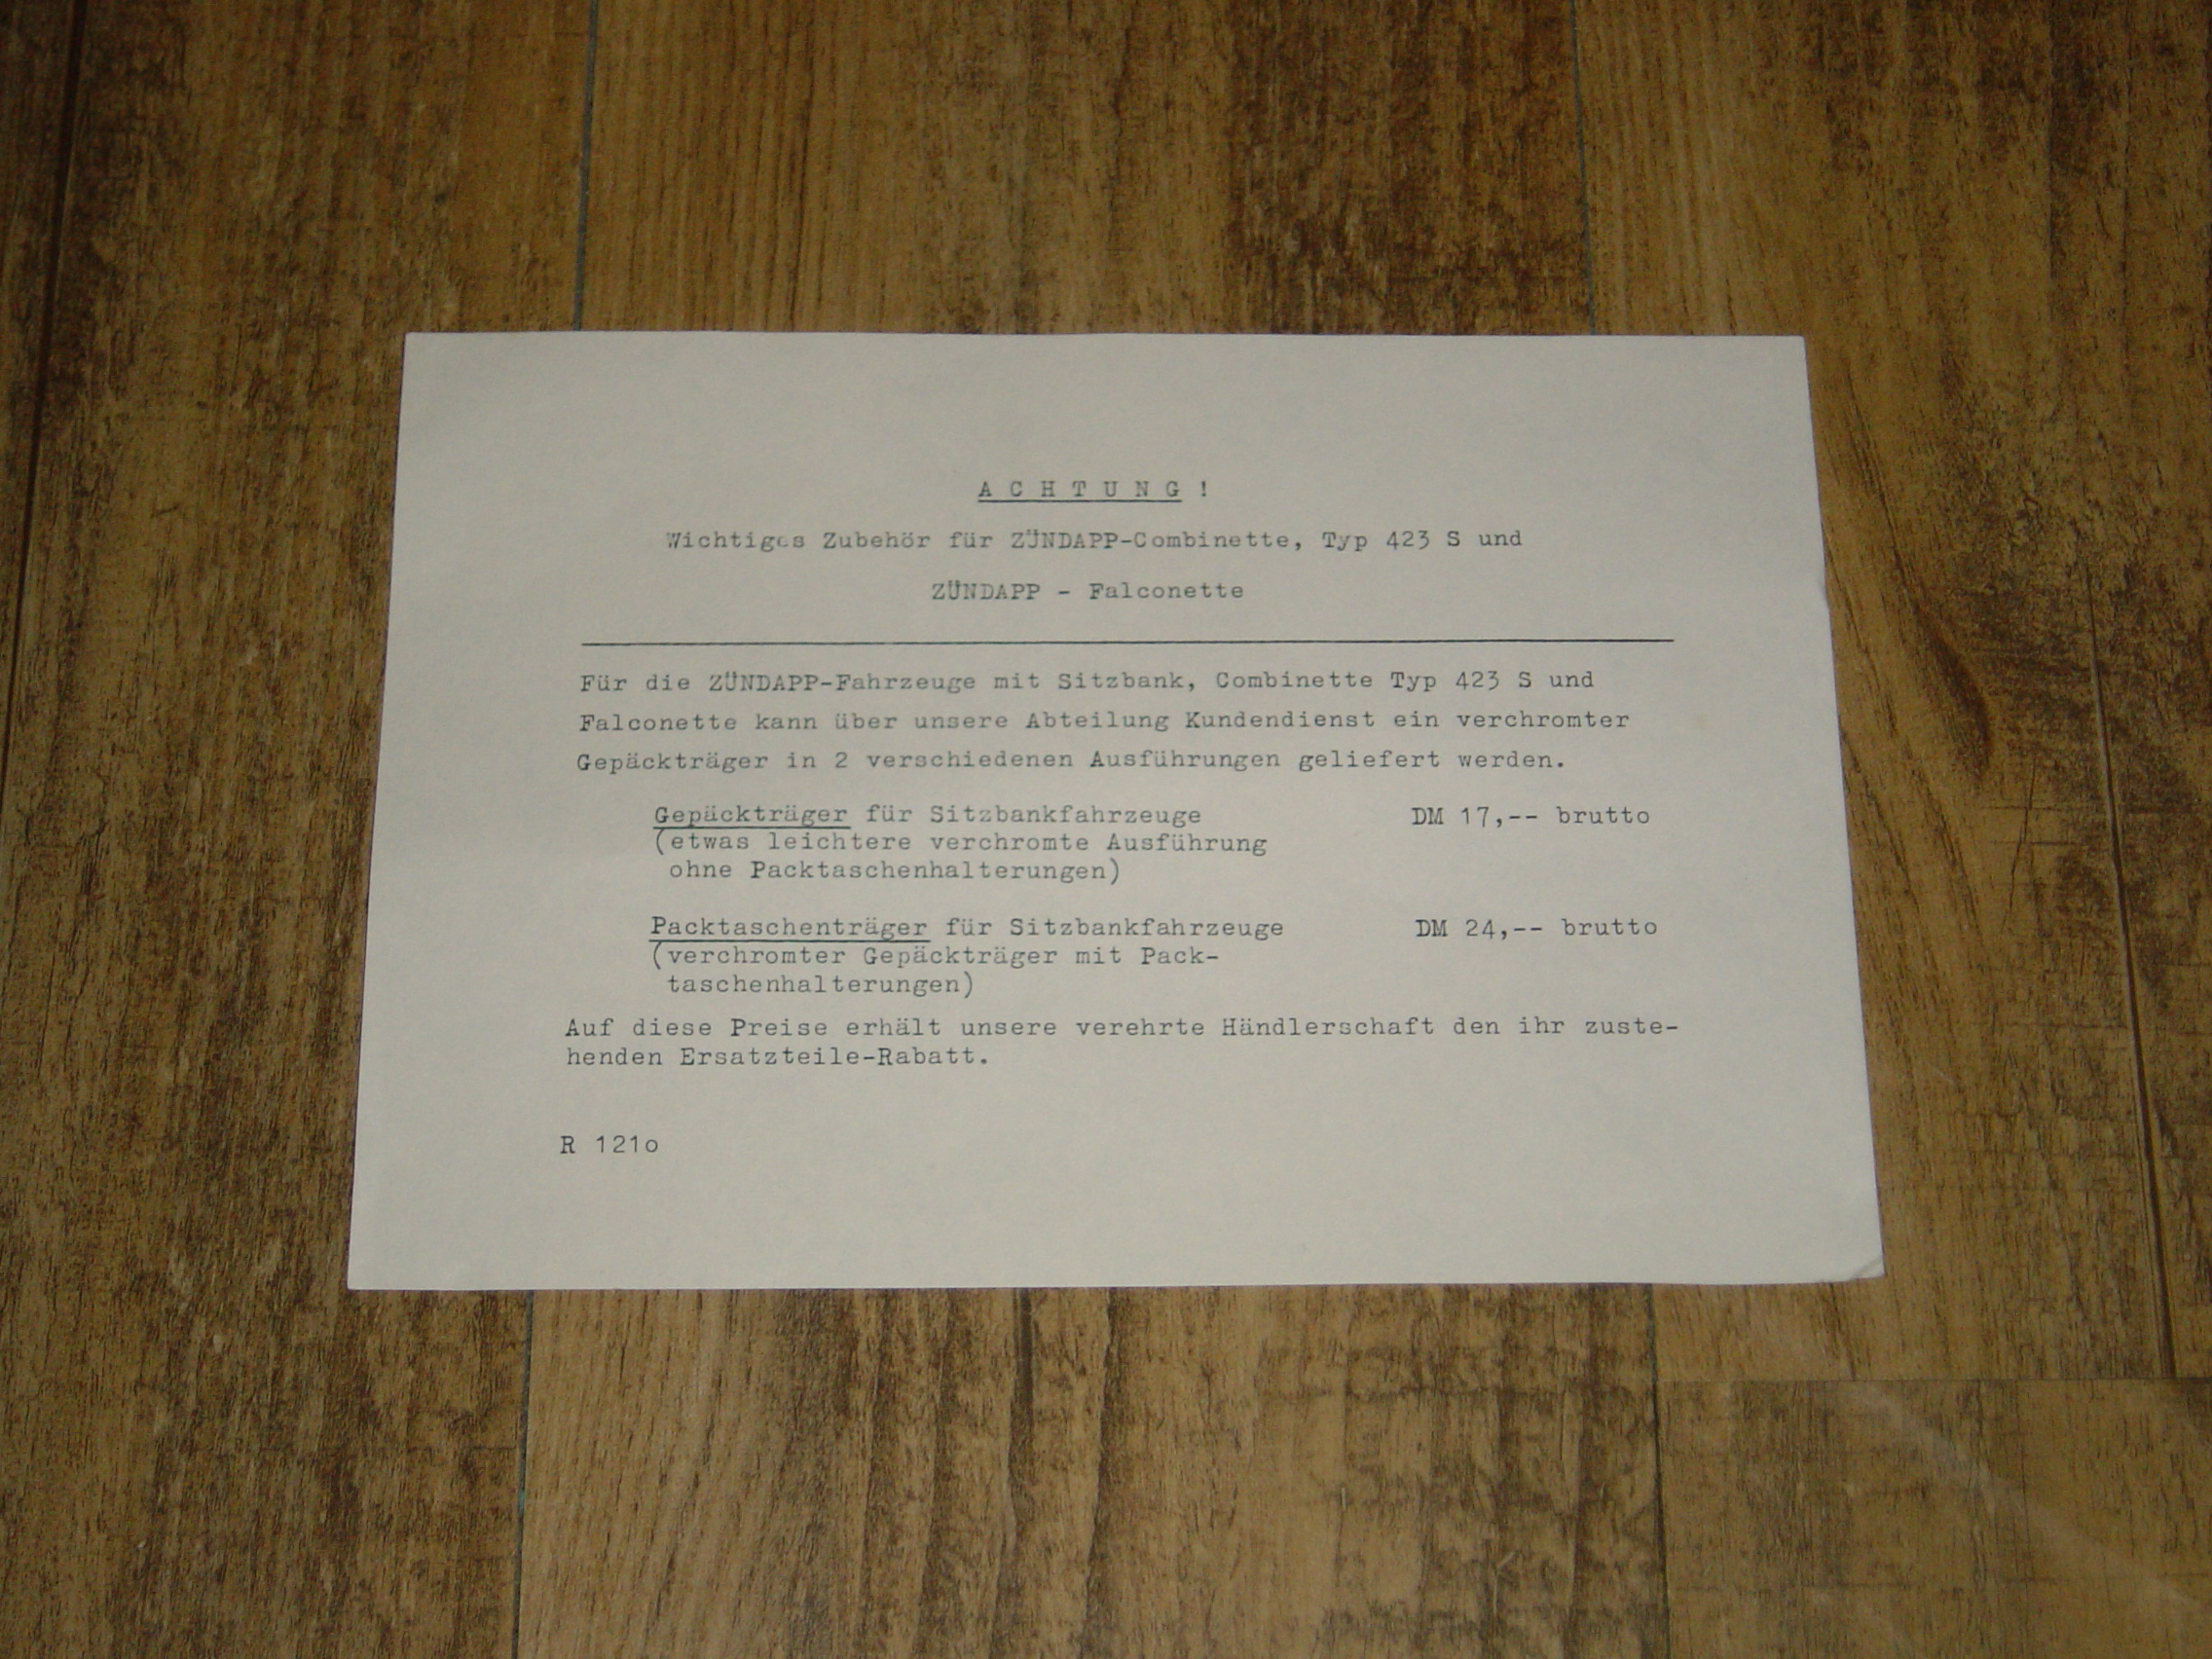 A C H T U N G !
Wichtiges Zubehör für ZÜNDAPP-Combinette, Typ 423 S und
ZÜNDAPP - Falconette
Für die ZÜNDAPP-Fahrzeuge mit Sitzbank, Combinette Typ 423 S und
Falconette kann über unsere Abteilung Kundendienst ein verchromter
Gepäckträger in 2 verschiedenen Ausführungen geliefert werden.
Gepäckträger für Sitzbankfahrzeuge DM 17,-- brutto
(etwas leichtere verchromte Ausführung
ohne Packtaschenhalterungen)
Packtaschenträger für Sitzbankfahrzeuge DM 24,-- brutto
(verchromter Gepäckträger mit Pack-
taschenhalterungen)
Auf diese Preise erhält unsere verehrte Händlerschaft den ihr zuste-
henden Ersatzteile-Rabatt.
R 121o